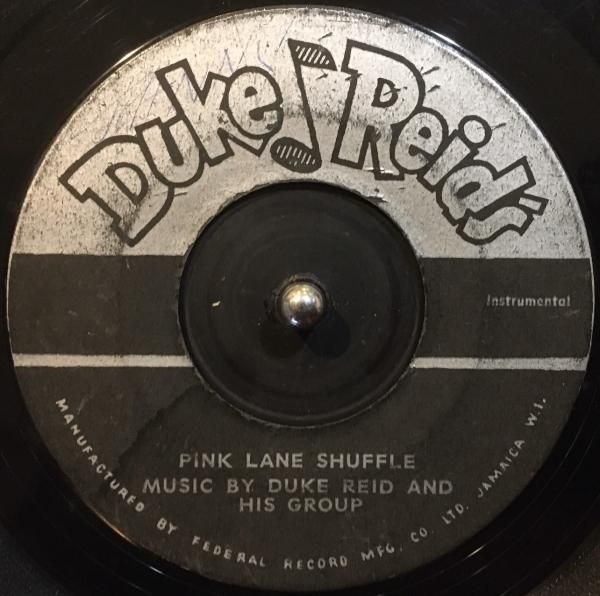 Duke Reid's
Instrumental
PINK LANE SHUFFLE
MUSIC BY DUKE REID AND
HIS GROUP
MANUFACTURED BY FEDERAL RECORD MFG. CO. LTD. JAMAICA W.I.